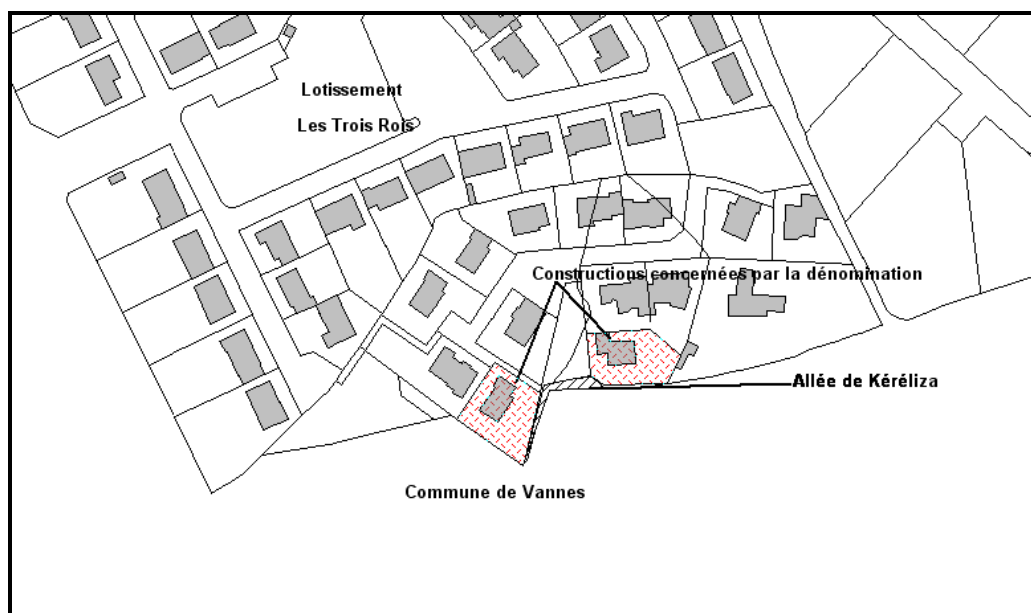 Lotissement
Les Trois Rois
Constructions concernées par la dénomination
Allée de Kéréliza
Commune de Vannes